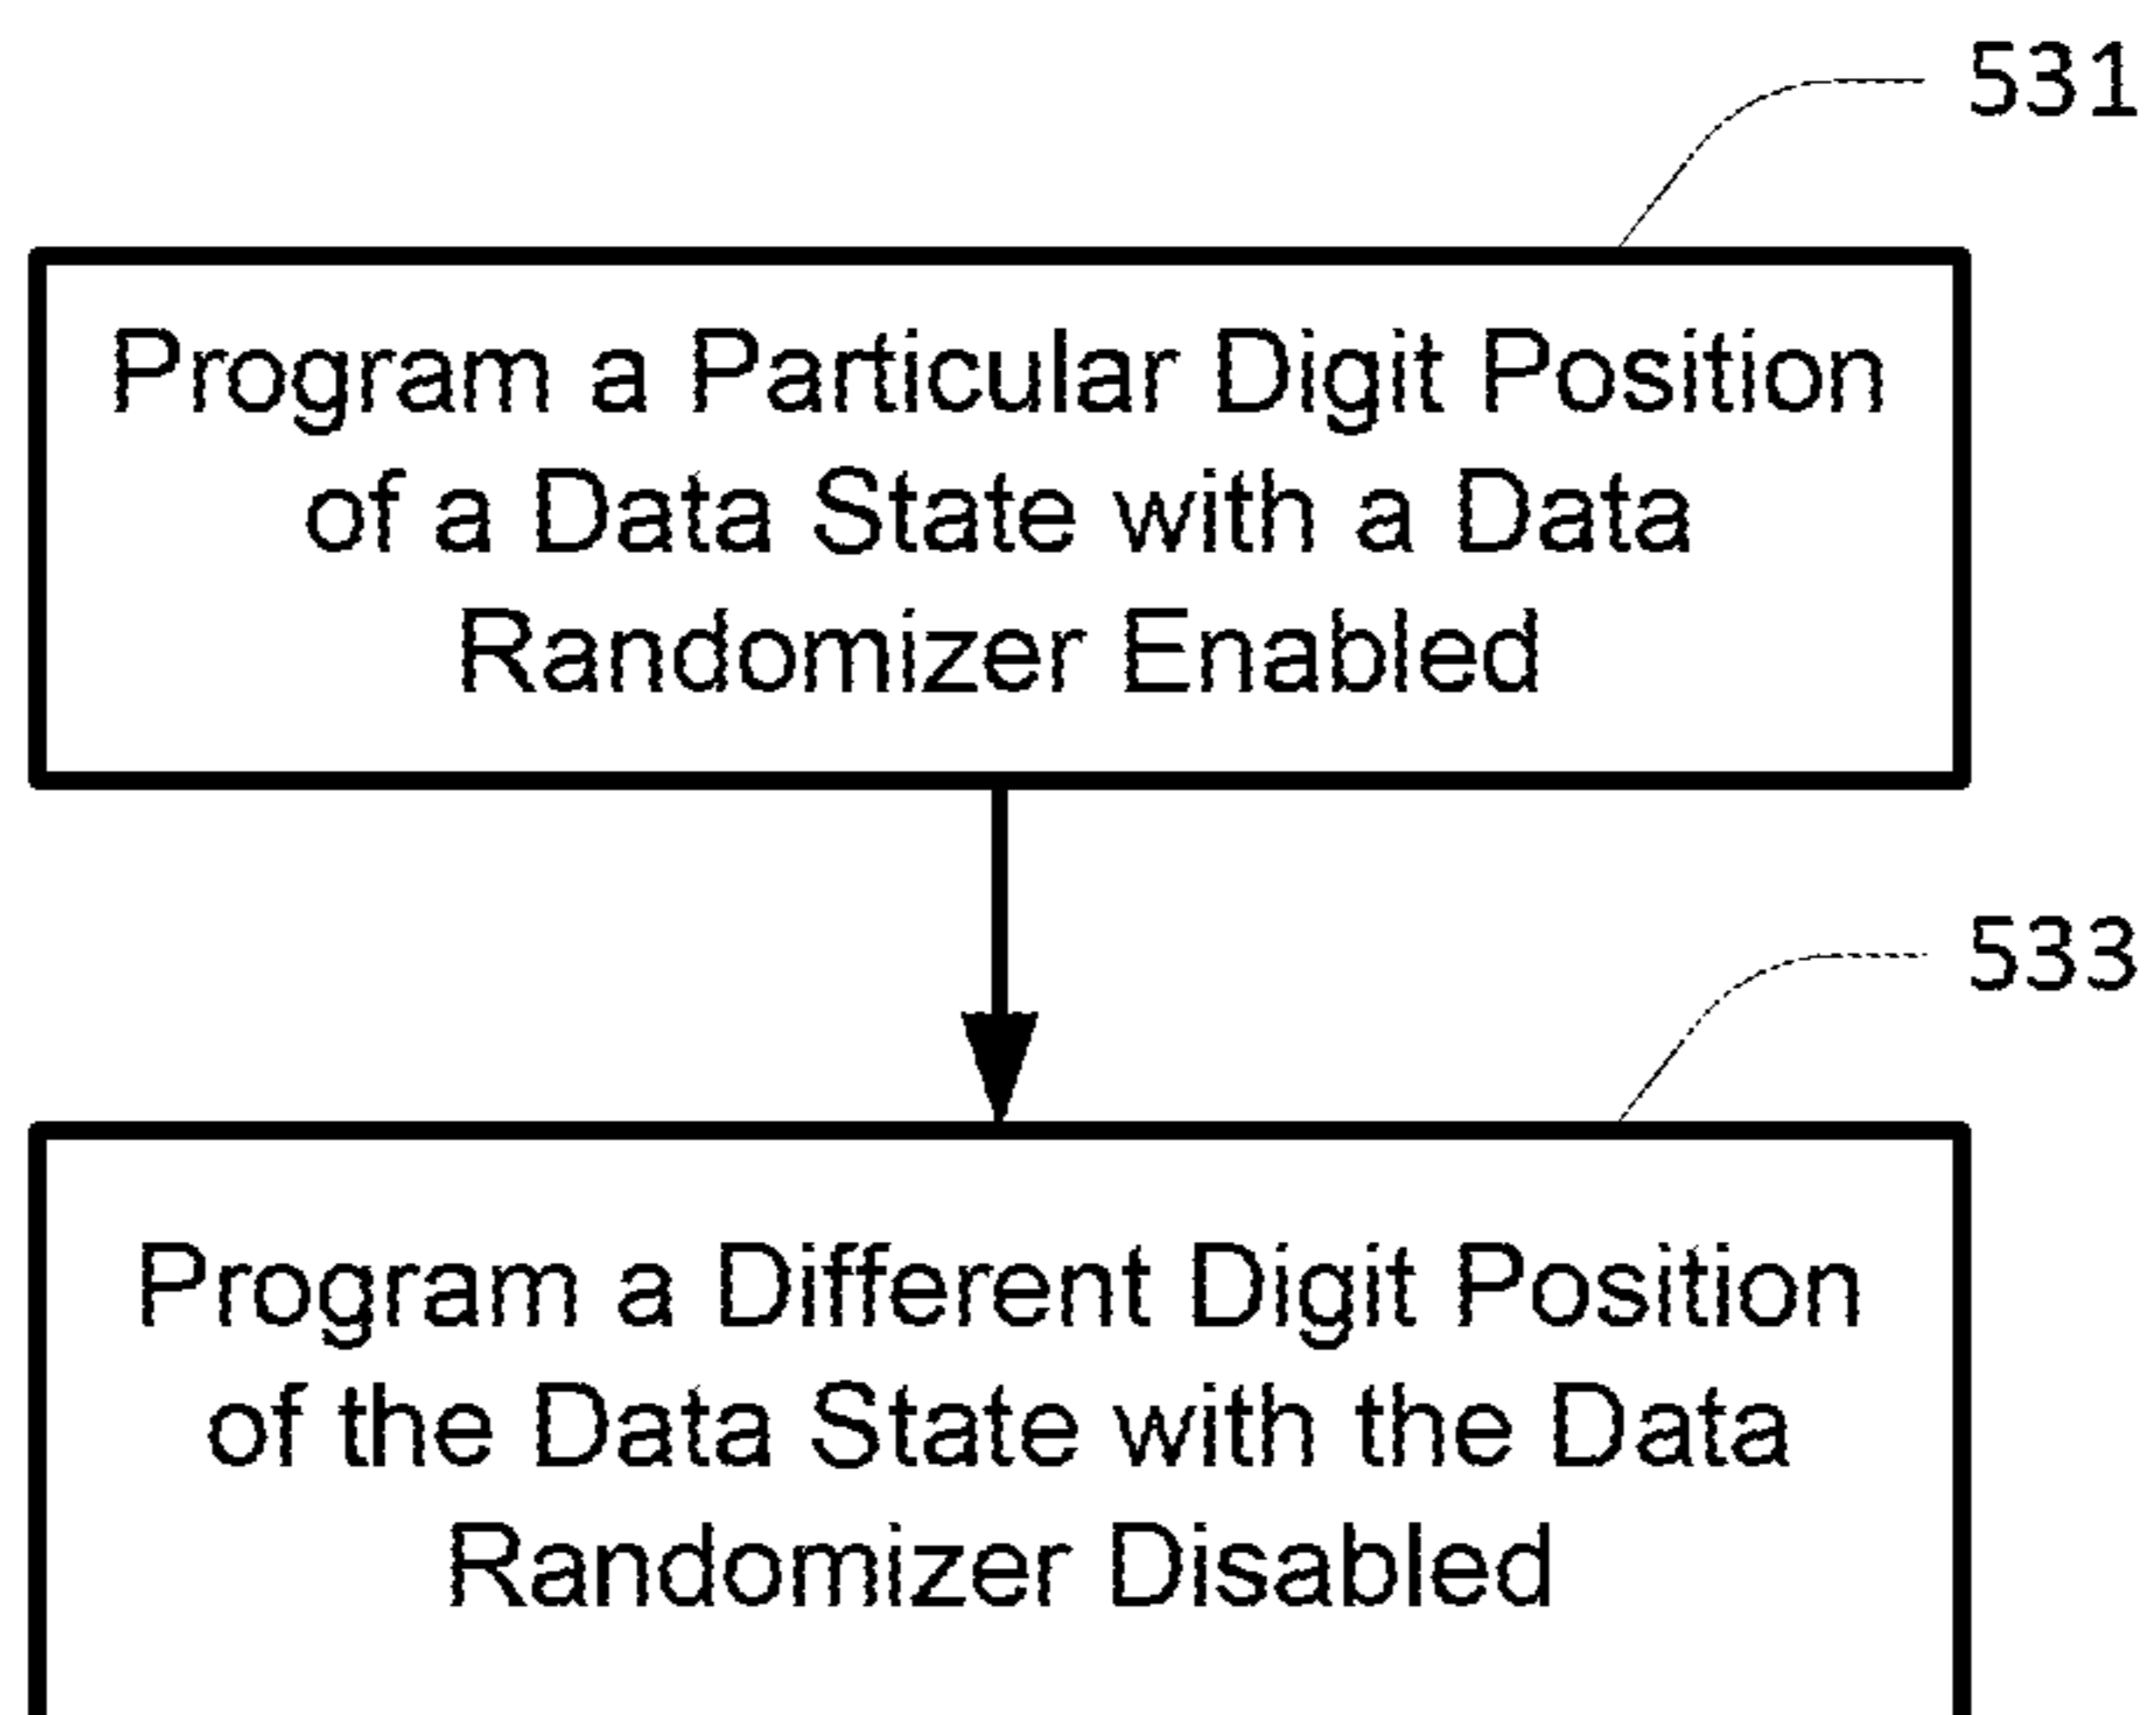 531
Program a Particular Digit Position
of a Data State with a Data
Randomizer Enabled
533
Program a Different Digit Position
of the Data State with the Data
Randomizer Disabled